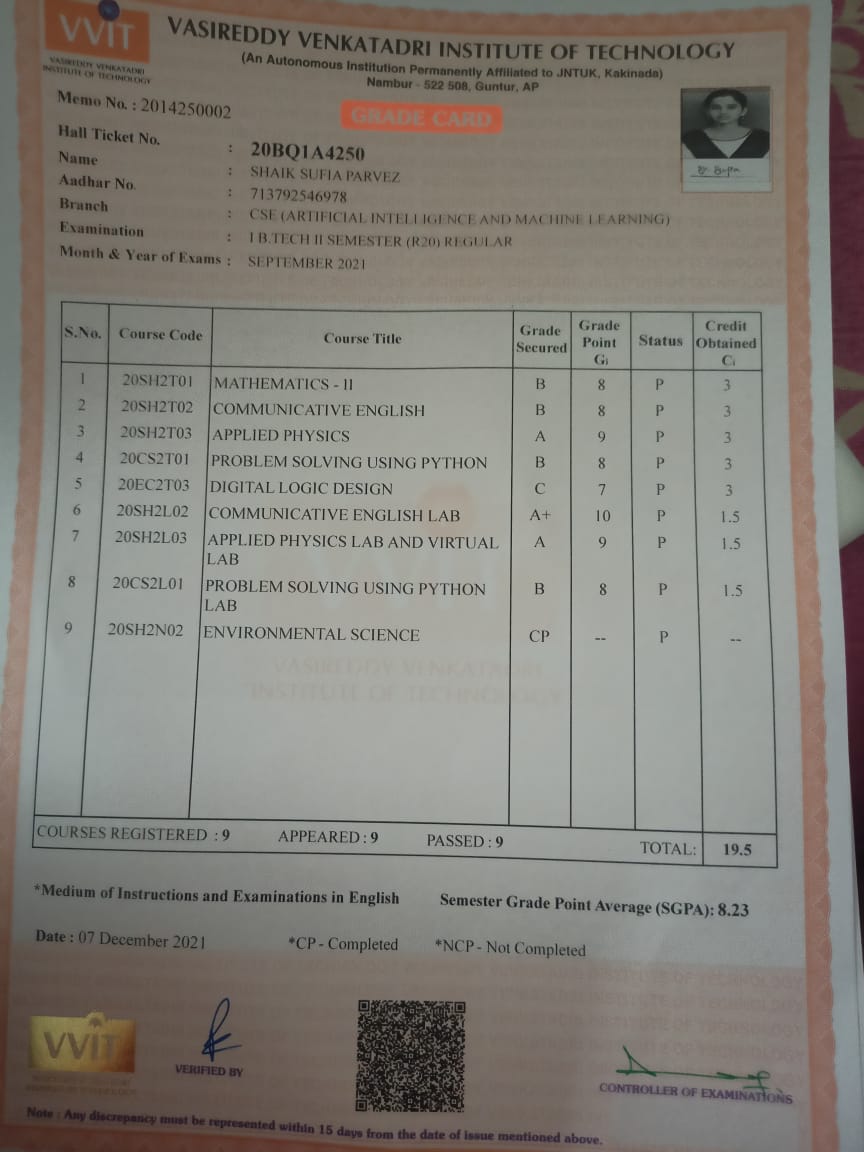 VVIT
VASIREDDY VENKATADRI
INSTITUTE OF TECHNOLOGY
VASIREDDY VENKATADRI INSTITUTE OF TECHNOLOGY
(An Autonomous Institution Permanently Affiliated to JNTUK, Kakinada)
Nambur - 522 508, Guntur, AP
Memo No. : 2014250002
GRADE CARD
Hall Ticket No. : 20BQ1A4250
Name : SHAIK SUFIA PARVEZ
Aadhar No. : 713792546978
Branch : CSE (ARTIFICIAL INTELLIGENCE AND MACHINE LEARNING)
Examination : I B.TECH II SEMESTER (R20) REGULAR
Month & Year of Exams : SEPTEMBER 2021
S.No. Course Code Course Title Grade Secured Grade Point Gi Status Credit Obtained Ci
1 20SH2T01 MATHEMATICS - II B 8 P 3
2 20SH2T02 COMMUNICATIVE ENGLISH B 8 P 3
3 20SH2T03 APPLIED PHYSICS A 9 P 3
4 20CS2T01 PROBLEM SOLVING USING PYTHON B 8 P 3
5 20EC2T03 DIGITAL LOGIC DESIGN C 7 P 3
6 20SH2L02 COMMUNICATIVE ENGLISH LAB A+ 10 P 1.5
7 20SH2L03 APPLIED PHYSICS LAB AND VIRTUAL A 9 P 1.5
LAB
8 20CS2L01 PROBLEM SOLVING USING PYTHON B 8 P 1.5
LAB
9 20SH2N02 ENVIRONMENTAL SCIENCE CP -- P --
VASIREDDY VENKATADRI
INSTITUTE OF TECHNOLOGY
COURSES REGISTERED : 9 APPEARED : 9 PASSED : 9 TOTAL: 19.5
*Medium of Instructions and Examinations in English Semester Grade Point Average (SGPA): 8.23
Date : 07 December 2021 *CP - Completed *NCP - Not Completed
VVIT
VERIFIED BY
CONTROLLER OF EXAMINATIONS
Note : Any discrepancy must be represented within 15 days from the date of issue mentioned above.